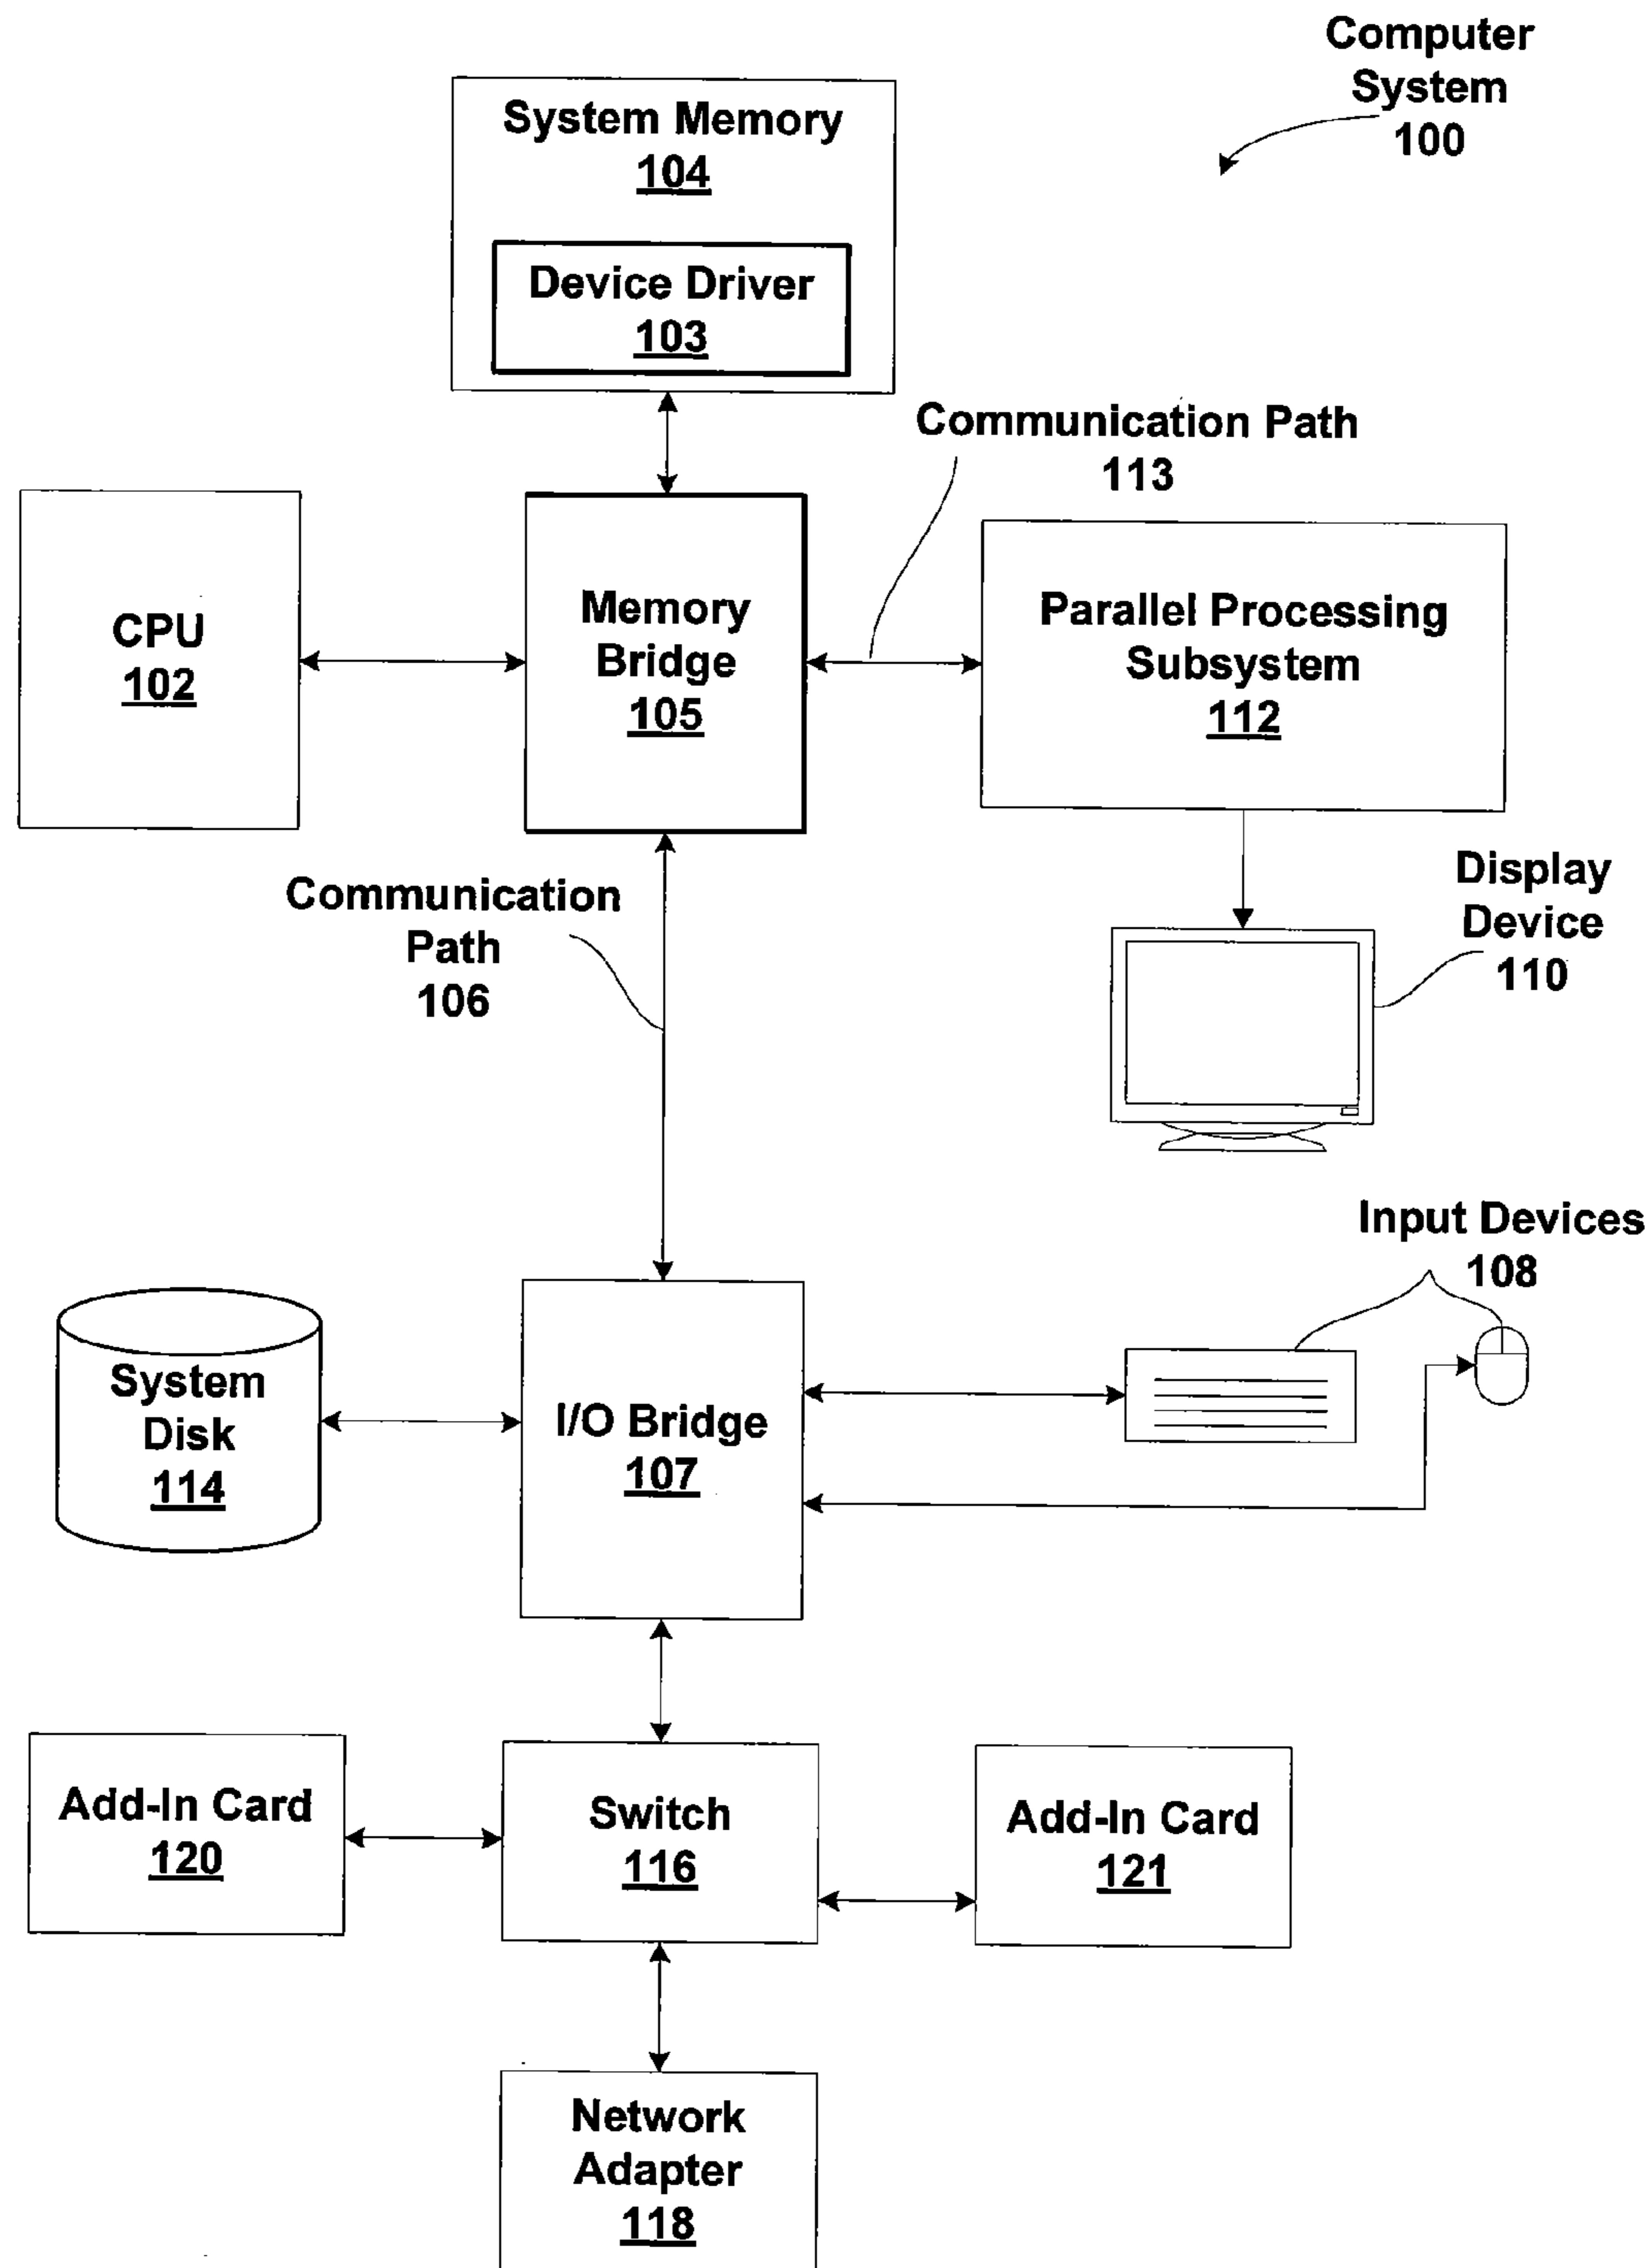 Computer
System
100
System Memory
104
Device Driver
103
Communication Path
113
CPU
102
Memory
Bridge
105
Parallel Processing
Subsystem
112
Communication
Path
106
Display
Device
110
Input Devices
108
System
Disk
114
I/O Bridge
107
Add-In Card
120
Switch
116
Add-In Card
121
Network
Adapter
118